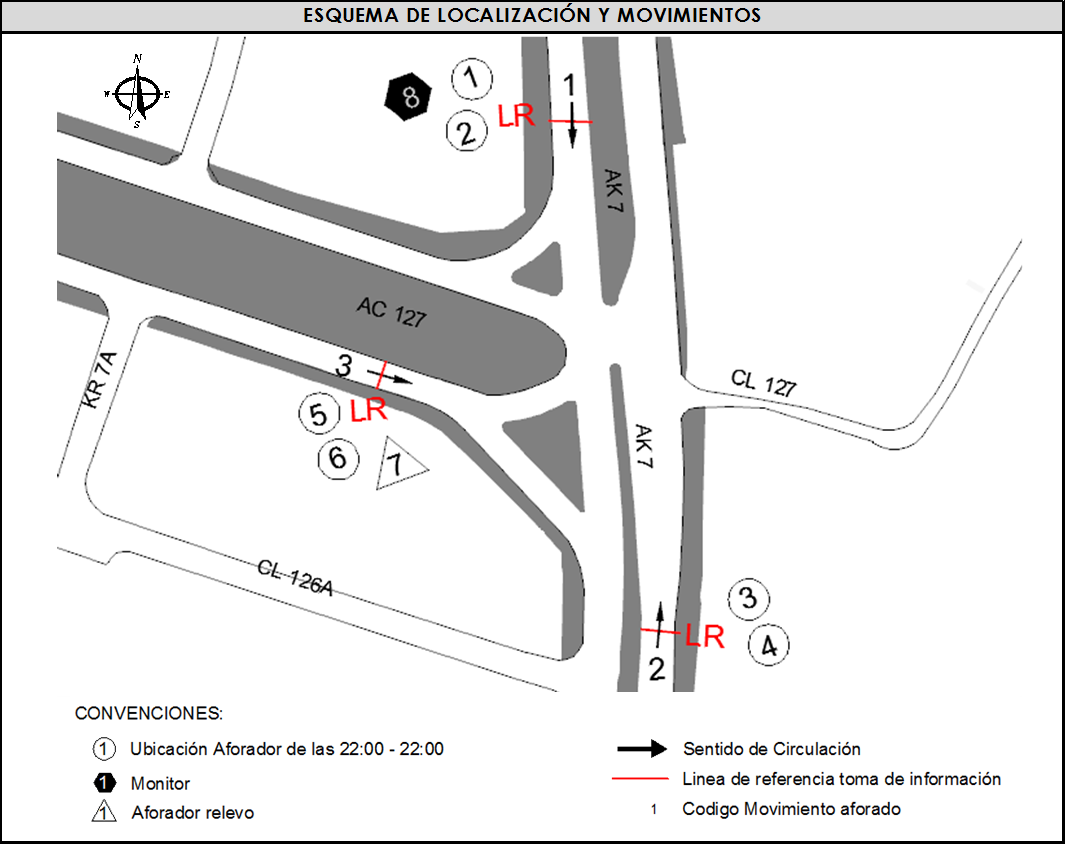 ESQUEMA DE LOCALIZACIÓN Y MOVIMIENTOS
N
W E
S
8
1
2
LR
1
AK 7
AC 127
KR 7A
3
LR
5
6
7
CL 127
AK 7
CL 126A
3
4
LR
2
CONVENCIONES:
1 Ubicación Aforador de las 22:00 - 22:00
1 Monitor
1 Aforador relevo
Sentido de Circulación
Linea de referencia toma de información
1 Codigo Movimiento aforado